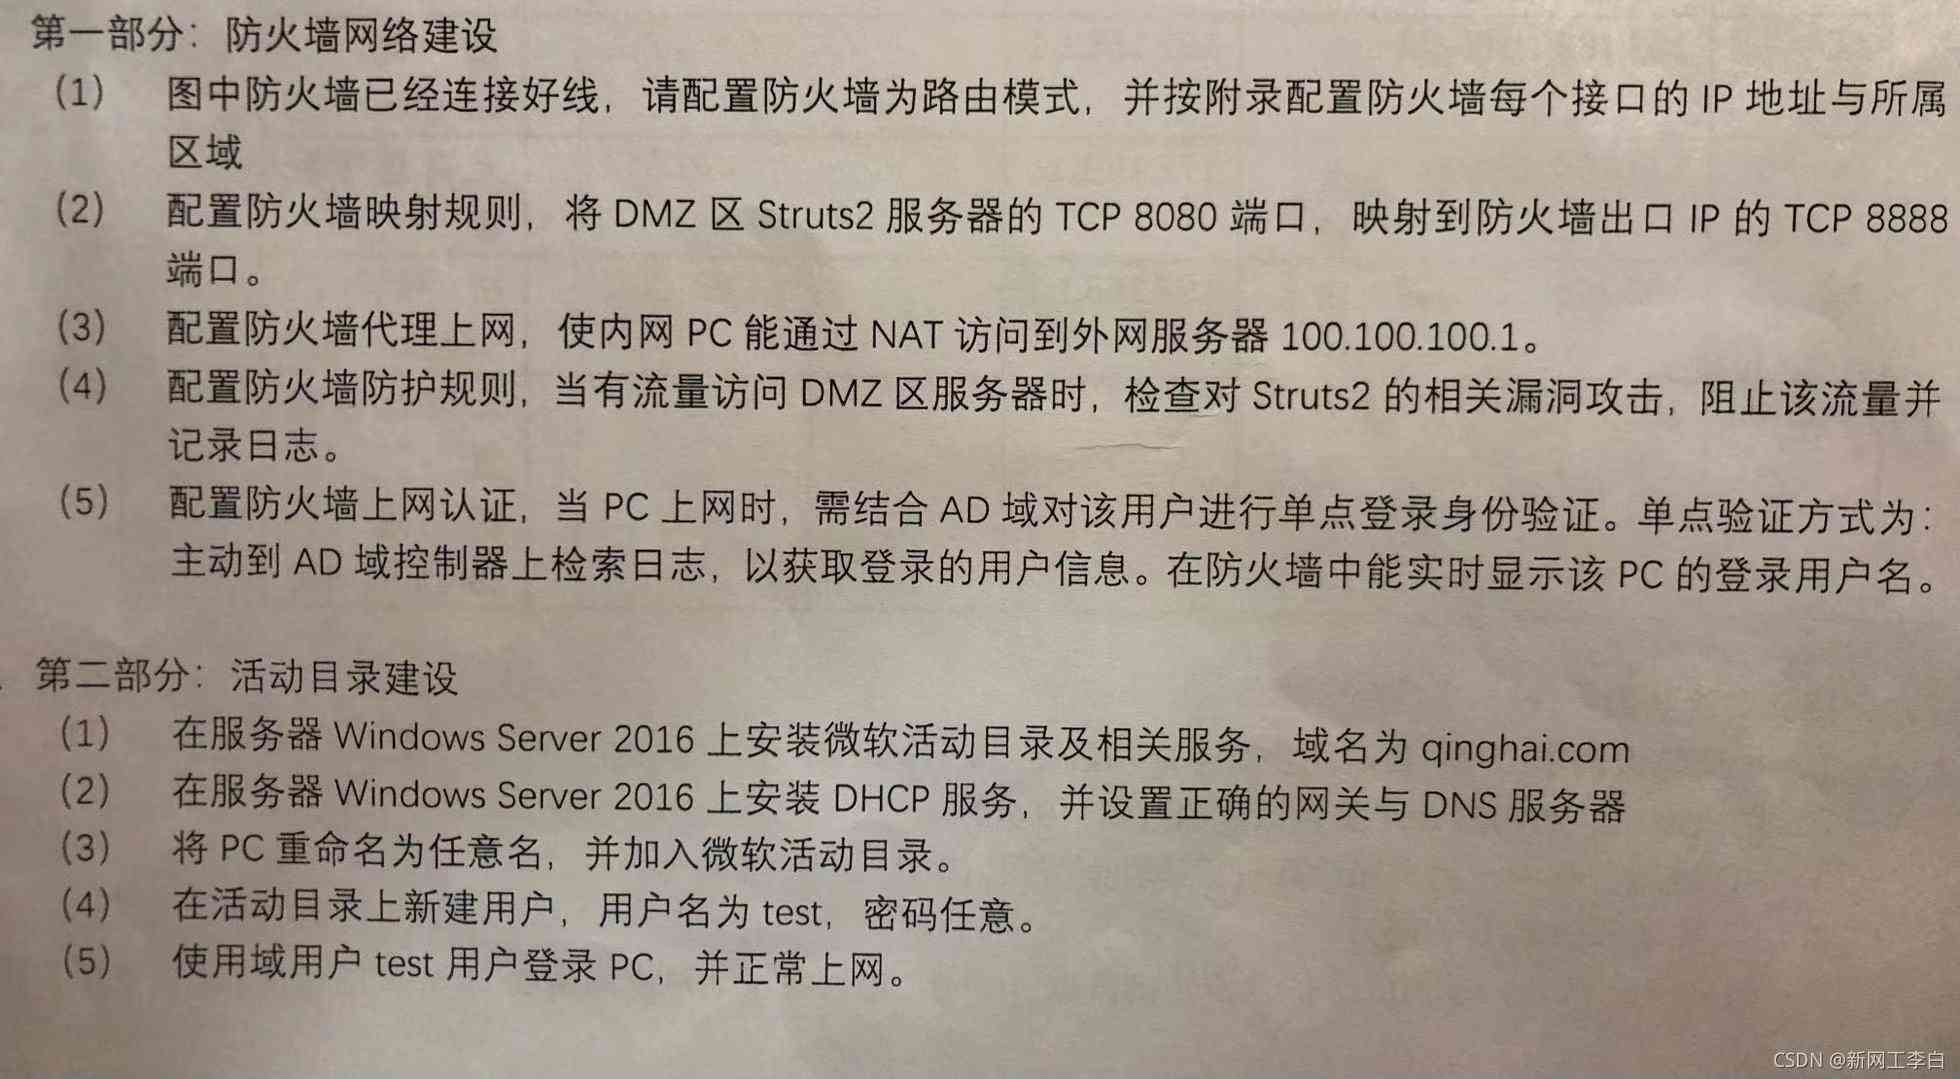 第一部分：防火墙网络建设
(1) 图中防火墙已经连接好线，请配置防火墙为路由模式，并按附录配置防火墙每个接口的 IP 地址与所属
区域
(2) 配置防火墙映射规则，将 DMZ 区 Struts2 服务器的 TCP 8080 端口，映射到防火墙出口 IP 的 TCP 8888
端口。
(3) 配置防火墙代理上网，使内网 PC 能通过 NAT 访问到外网服务器 100.100.100.1。
(4) 配置防火墙防护规则，当有流量访问 DMZ 区服务器时，检查对 Struts2 的相关漏洞攻击，阻止该流量并
记录日志。
(5) 配置防火墙上网认证，当 PC 上网时，需结合 AD 域对该用户进行单点登录身份验证。单点验证方式为：
主动到 AD 域控制器上检索日志，以获取登录的用户信息。在防火墙中能实时显示该 PC 的登录用户名。
第二部分：活动目录建设
(1) 在服务器 Windows Server 2016 上安装微软活动目录及相关服务，域名为 qinghai.com
(2) 在服务器 Windows Server 2016 上安装 DHCP 服务，并设置正确的网关与 DNS 服务器
(3) 将 PC 重命名为任意名，并加入微软活动目录。
(4) 在活动目录上新建用户，用户名为 test，密码任意。
(5) 使用域用户 test 用户登录 PC，并正常上网。
CSDN @新网工李白